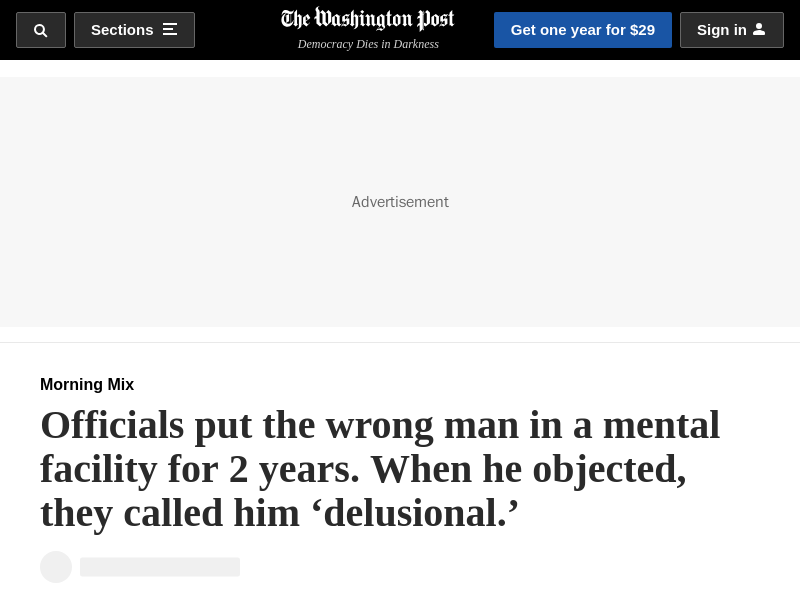 Sections
The Washington Post
Democracy Dies in Darkness
Get one year for $29
Sign in
Advertisement
Morning Mix
Officials put the wrong man in a mental
facility for 2 years. When he objected,
they called him ‘delusional.’